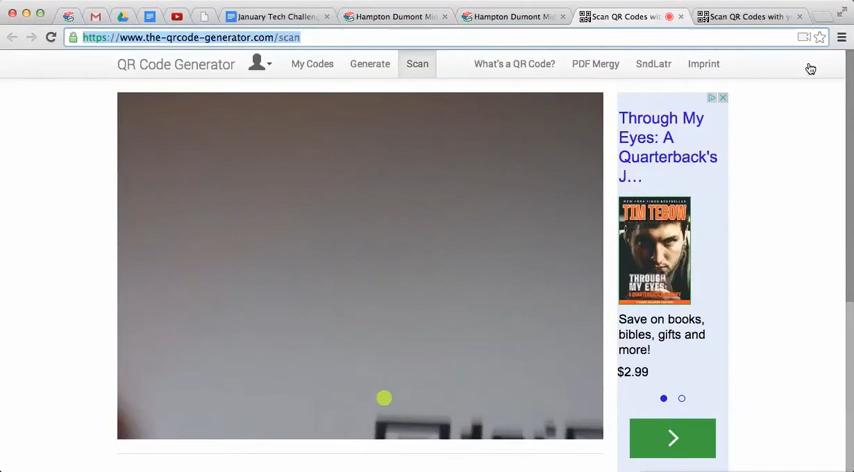 January Tech Challeng
Hampton Dumont Mi
Hampton Dumont Mi
Scan QR Codes wit
Scan QR Codes with y
https://www.the-qrcode-generator.com/scan
QR Code Generator
My Codes
Generate
Scan
What's a QR Code?
PDF Mergy
SndLatr
Imprint
Through My
Eyes: A
Quarterback's
J...
TIM TEBOW
THROUGH
MY EYES
Save on books,
bibles, gifts and
more!
$2.99